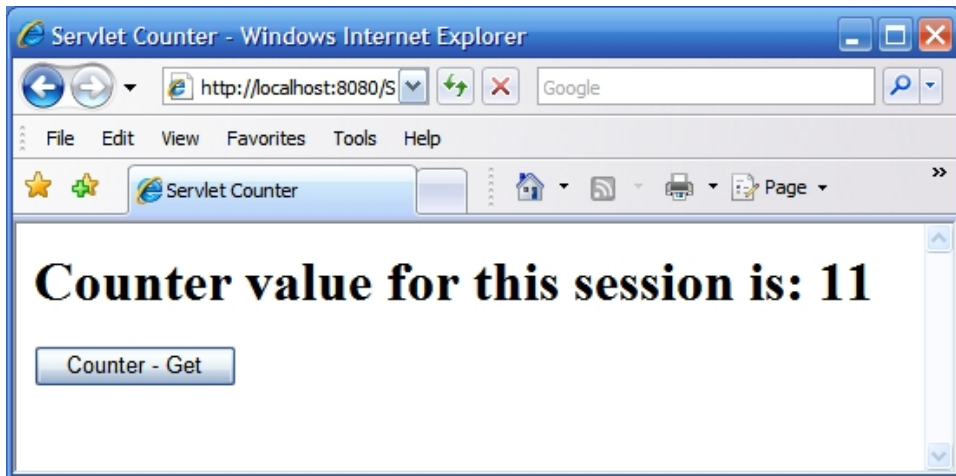 Servlet Counter - Windows Internet Explorer
http://localhost:8080/S
Google
File Edit View Favorites Tools Help
Servlet Counter
Page
Counter value for this session is: 11
Counter - Get